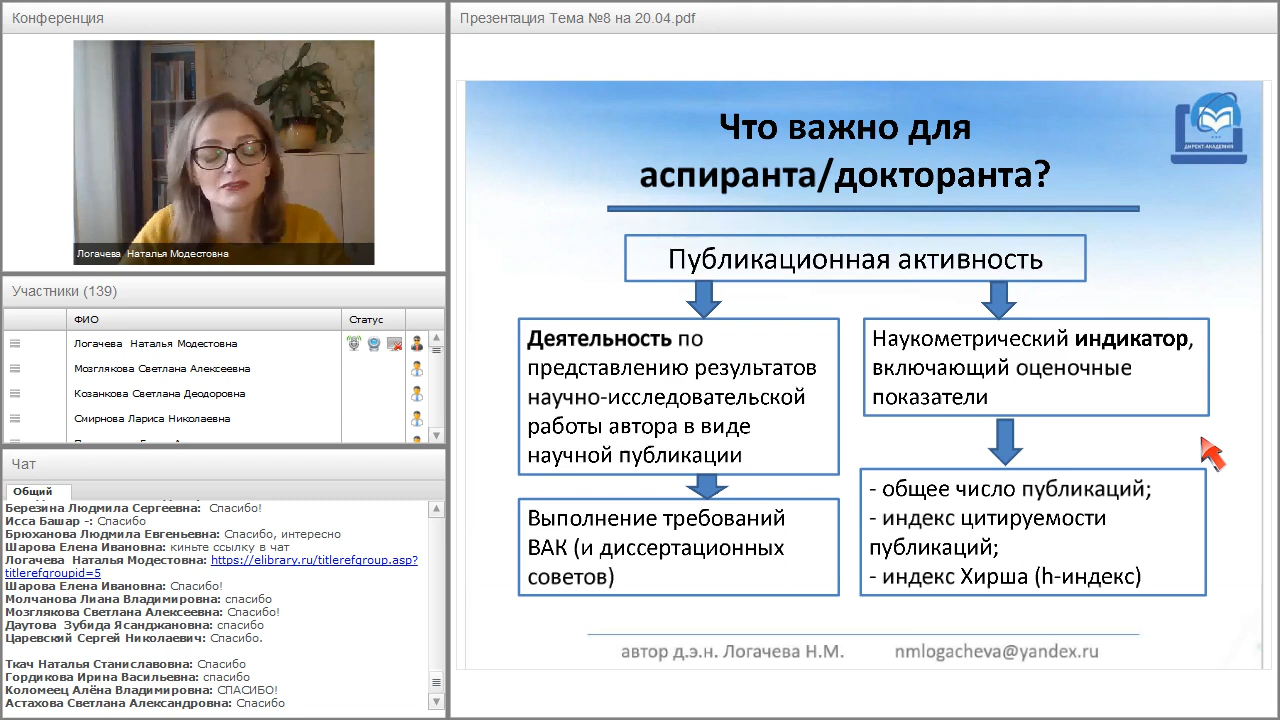 Конференция
Логачева Наталья Модестовна
Участники (139)
ФИО
Статус
Логачева Наталья Модестовна
Мозглякова Светлана Алексеевна
Козанкова Светлана Деодоровна
Смирнова Лариса Николаевна
Чат
Общий
Березина Людмила Сергеевна: Спасибо!
Исса Башар -: Спасибо
Брюханова Людмила Евгеньевна: Спасибо, интересно
Шарова Елена Ивановна: киньте ссылку в чат
Логачева Наталья Модестовна: https://elibrary.ru/titlerefgroup.asp?
titlerefgroupid=5
Шарова Елена Ивановна: Спасибо!
Молчанова Лиана Владимировна: спасибо
Мозглякова Светлана Алексеевна: Спасибо!
Даутова Зубида Ясанджановна: спасибо
Царевский Сергей Николаевич: Спасибо.
Ткач Наталья Станиславовна: Спасибо
Гордикова Ирина Васильевна: спасибо
Коломеец Алёна Владимировна: СПАСИБО!
Астахова Светлана Александровна: Спасибо
Презентация Тема №8 на 20.04.pdf
Что важно для
аспиранта/докторанта?
ДИРЕКТ-АКАДЕМИЯ
Публикационная активность
Деятельность по
представлению результатов
научно-исследовательской
работы автора в виде
научной публикации
Выполнение требований
ВАК (и диссертационных
советов)
Наукометрический индикатор,
включающий оценочные
показатели
- общее число публикаций;
- индекс цитируемости
публикаций;
- индекс Хирша (h-индекс)
автор д.э.н. Логачева Н.М. nmlogacheva@yandex.ru